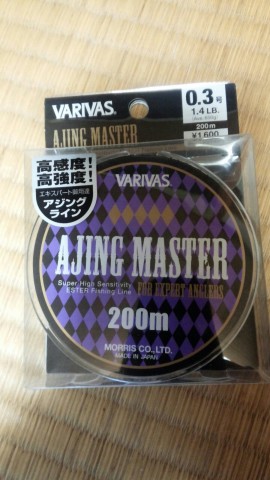 VARIVAS®
0.3号
1.4LB.
200m
¥1,600
AJING MASTER
高感度!
高強度!
エキスパート御用達
アジング
ライン
VARIVAS®
AJING MASTER
Super High Sensitivity
ESTER Fishing Line
FOR EXPERT ANGLERS
200m
MORRIS CO.,LTD.
MADE IN JAPAN